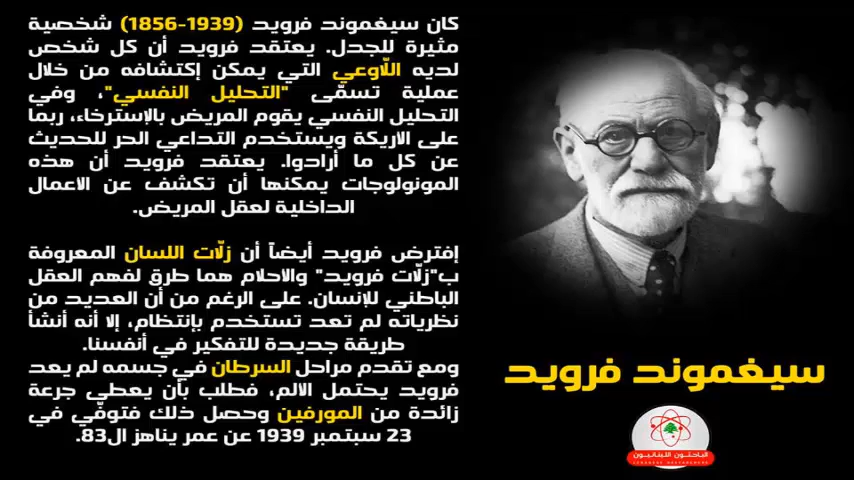 كان سيغموند فرويد (1939-1856) شخصية
مثيرة للجدل. يعتقد فرويد أن كل شخص
لديه اللّاوعي التي يمكن إكتشافه من خلال
عملية تسمّى "التحليل النفسي"، وفي
التحليل النفسي يقوم المريض بالإسترخاء، ربما
على الاريكة ويستخدم التداعي الحر للحديث
عن كل ما أرادوا. يعتقد فرويد أن هذه
المونولوجات يمكنها أن تكشف عن الاعمال
الداخلية لعقل المريض.
إفترض فرويد أيضاً أن زلّات اللسان المعروفة
ب"زلّات فرويد" والاحلام هما طرق لفهم العقل
الباطني للإنسان. على الرغم من أن العديد من
نظرياته لم تعد تستخدم بإنتظام، إلا أنه أنشأ
طريقة جديدة للتفكير في أنفسنا.
ومع تقدم مراحل السرطان في جسمه لم يعد
فرويد يحتمل الالم، فطلب بأن يعطى جرعة
زائدة من المورفين وحصل ذلك فتوفّي في
23 سبتمبر 1939 عن عمر يناهز ال83.
سيغموند فرويد
الباحثون اللبنانيون
LEBANESE RESEARCHERS